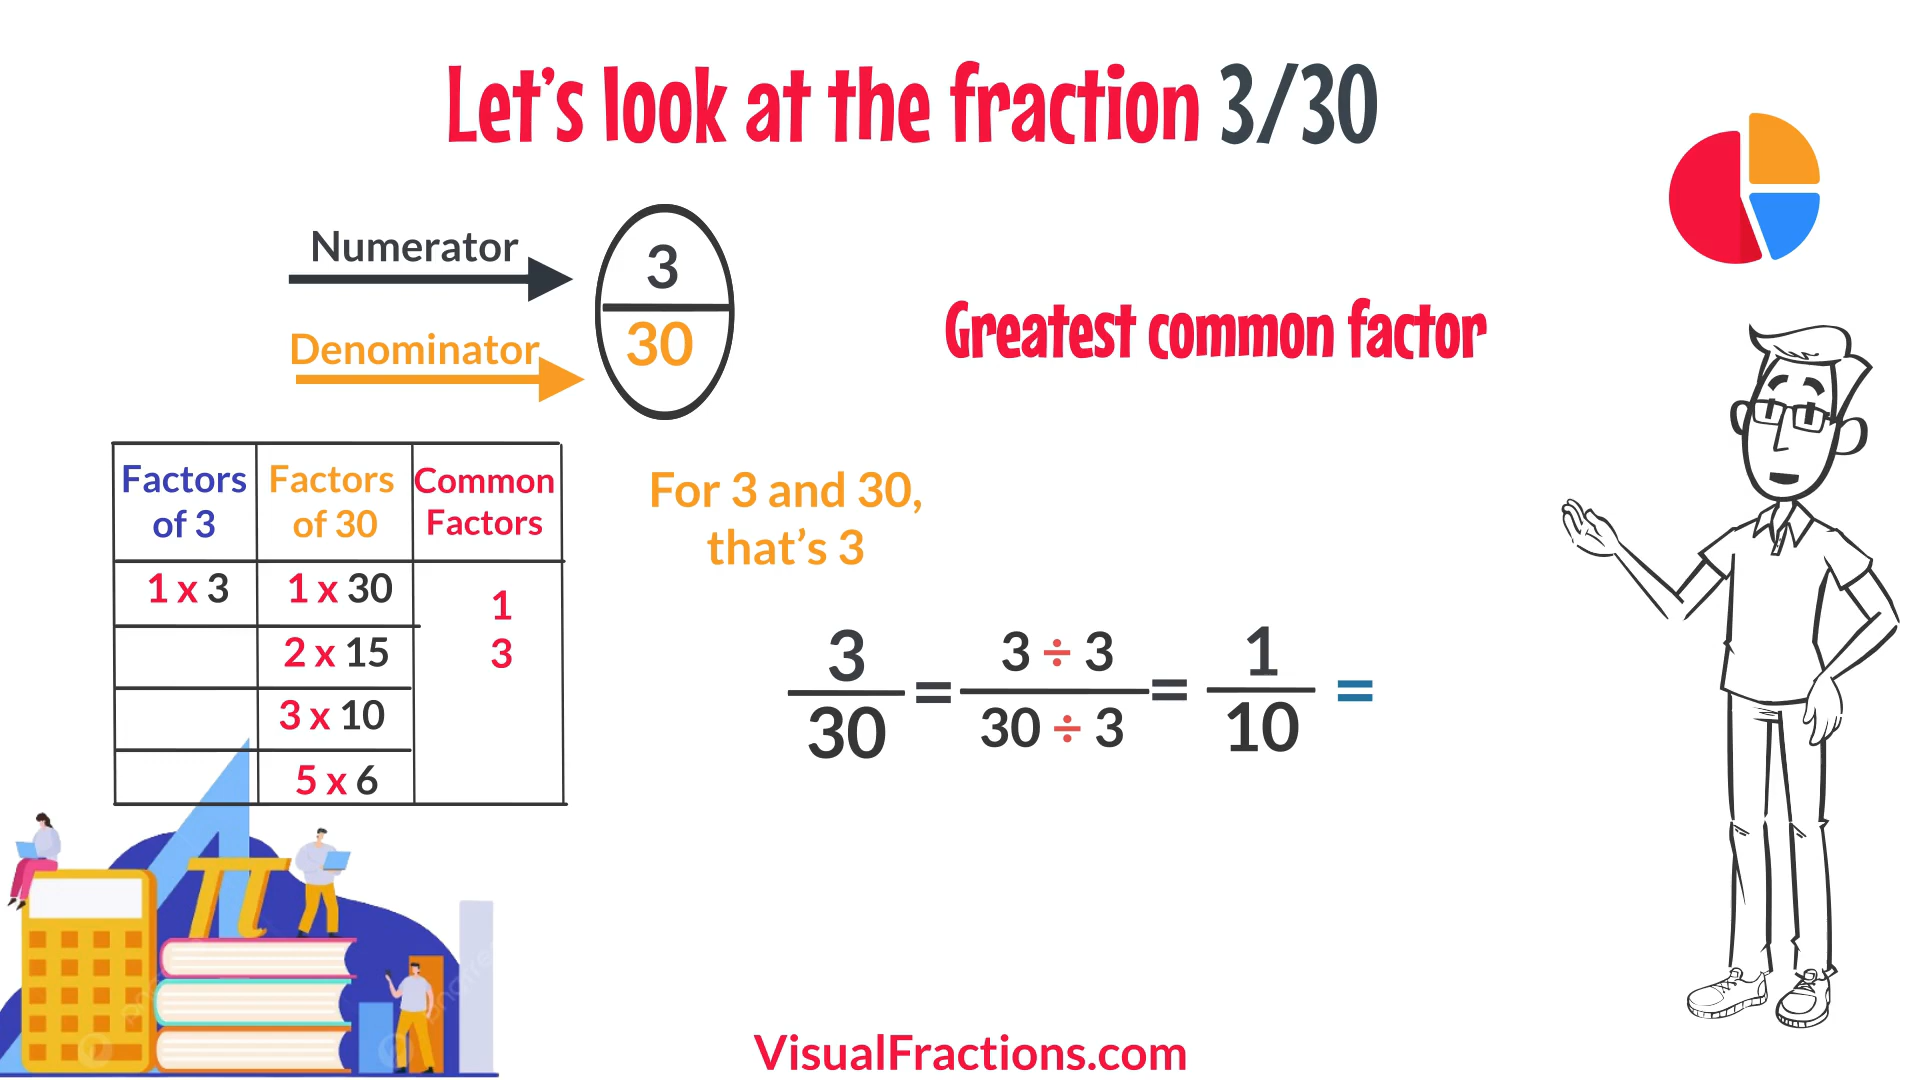 Let's look at the fraction 3/30
Numerator
3
30
Denominator
Greatest common factor
Factors of 3
Factors of 30
Common Factors
1 x 3
1 x 30
2 x 15
3 x 10
5 x 6
1
3
For 3 and 30,
that's 3
3
30
=
3 ÷ 3
30 ÷ 3
=
1
10
=
π
VisualFractions.com